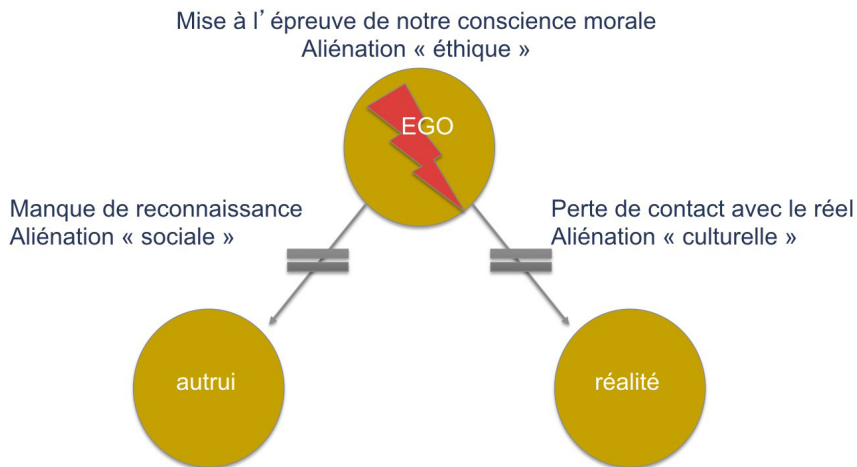 Mise à l’épreuve de notre conscience morale
Aliénation « éthique »
EGO
Manque de reconnaissance
Aliénation « sociale »
Perte de contact avec le réel
Aliénation « culturelle »
autrui
réalité